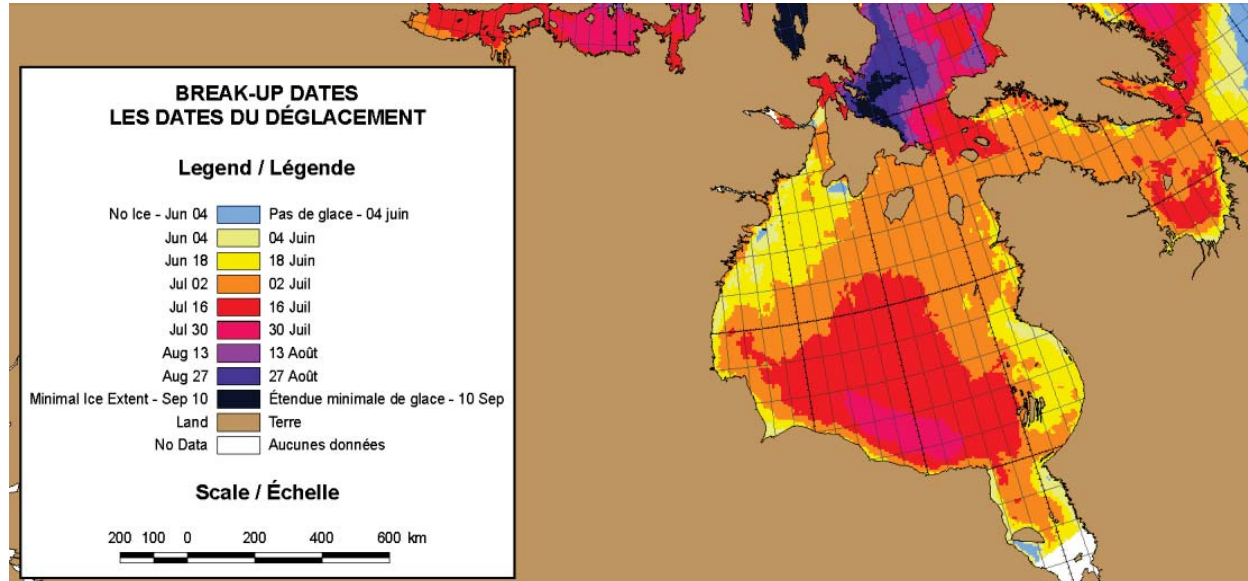 BREAK-UP DATES
LES DATES DU DÉGLACEMENT
Legend / Légende
No Ice - Jun 04 Pas de glace - 04 juin
Jun 04 04 Juin
Jun 18 18 Juin
Jul 02 02 Juil
Jul 16 16 Juil
Jul 30 30 Juil
Aug 13 13 Août
Aug 27 27 Août
Minimal Ice Extent - Sep 10 Étendue minimale de glace - 10 Sep
Land Terre
No Data Aucunes données
Scale / Échelle
200 100 0 200 400 600 km